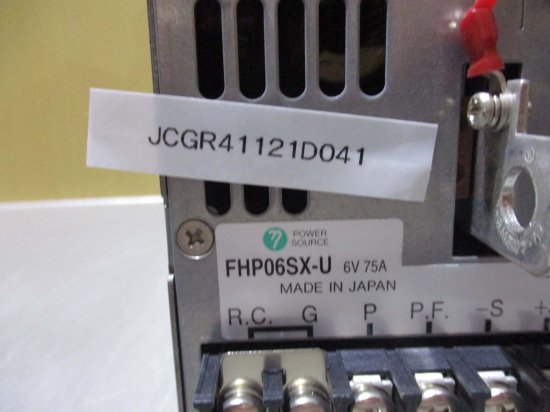 JCGR41121D041
η POWER
SOURCE
FHP06SX-U 6V 75A
MADE IN JAPAN
R.C. G P P.F. -S